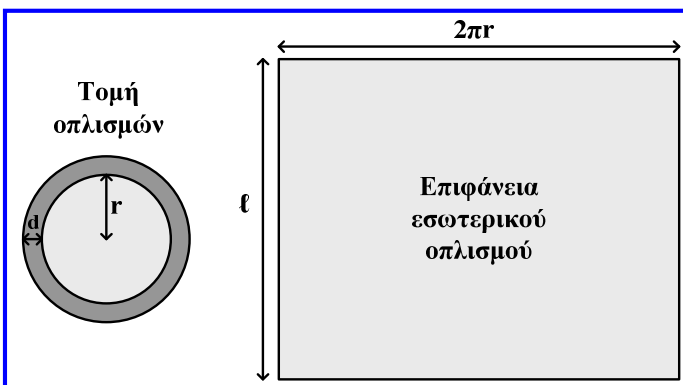 2πr
Τομή
οπλισμών
r
d
ℓ
Επιφάνεια
εσωτερικού
οπλισμού